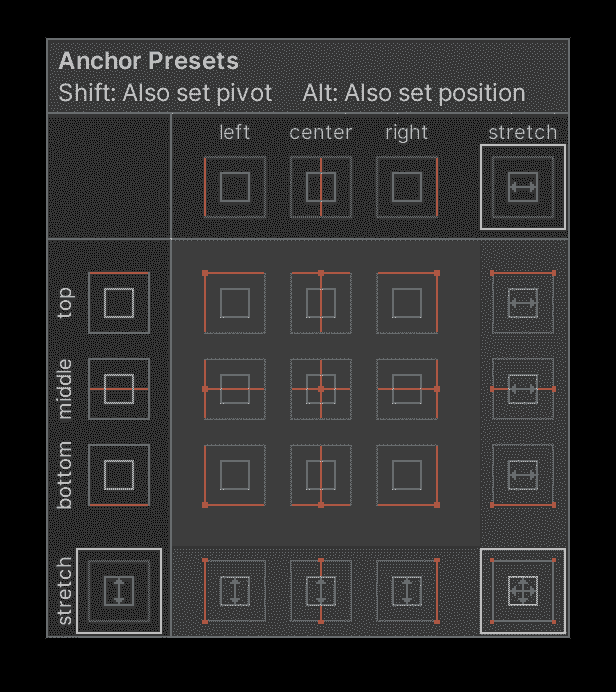 Anchor Presets
Shift: Also set pivot Alt: Also set position
left center right stretch
top
middle
bottom
stretch